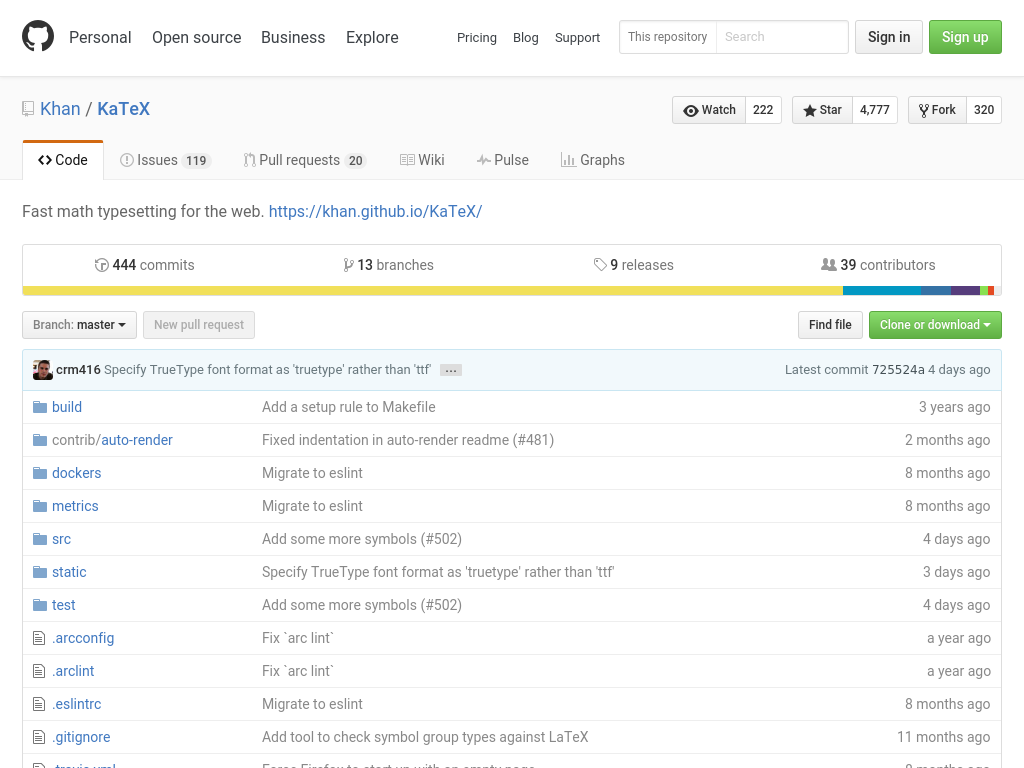 Personal Open source Business Explore Pricing Blog Support This repository Search Sign in Sign up
Khan / KaTeX Watch 222 Star 4,777 Fork 320
Code Issues 119 Pull requests 20 Wiki Pulse Graphs
Fast math typesetting for the web. https://khan.github.io/KaTeX/
444 commits 13 branches 9 releases 39 contributors
Branch: master New pull request Find file Clone or download
crm416 Specify TrueType font format as 'truetype' rather than 'ttf' … Latest commit 725524a 4 days ago
build Add a setup rule to Makefile 3 years ago
contrib/auto-render Fixed indentation in auto-render readme (#481) 2 months ago
dockers Migrate to eslint 8 months ago
metrics Migrate to eslint 8 months ago
src Add some more symbols (#502) 4 days ago
static Specify TrueType font format as 'truetype' rather than 'ttf' 3 days ago
test Add some more symbols (#502) 4 days ago
.arcconfig Fix `arc lint` a year ago
.arclint Fix `arc lint` a year ago
.eslintrc Migrate to eslint 8 months ago
.gitignore Add tool to check symbol group types against LaTeX 11 months ago